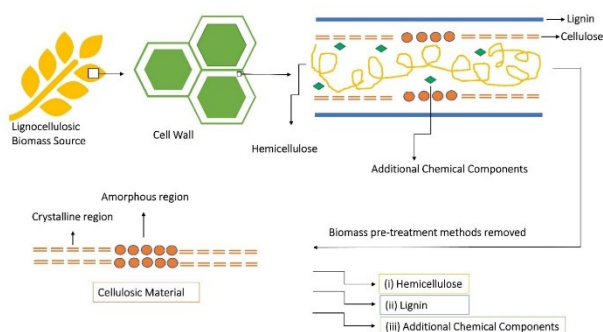 Lignin
Cellulose
Lignocellulosic
Biomass Source
Cell Wall
Hemicellulose
Additional Chemical Components
Amorphous region
Crystalline region
Biomass pre-treatment methods removed
Cellulosic Material
(i) Hemicellulose
(ii) Lignin
(iii) Additional Chemical Components